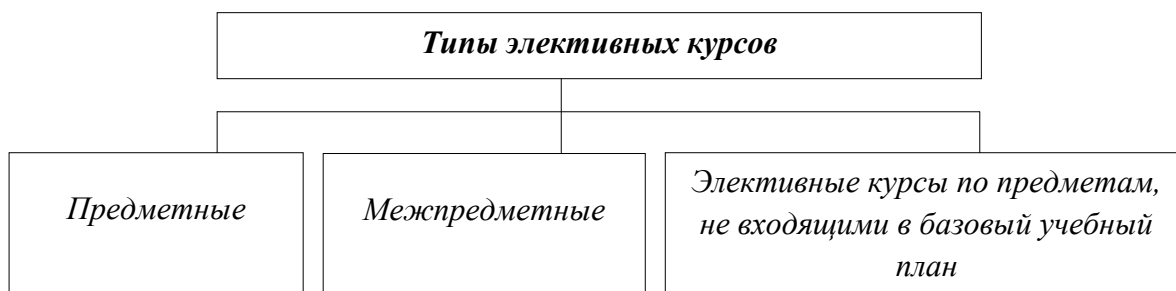 Типы элективных курсов
Предметные
Межпредметные
Элективные курсы по предметам,
не входящими в базовый учебный
план